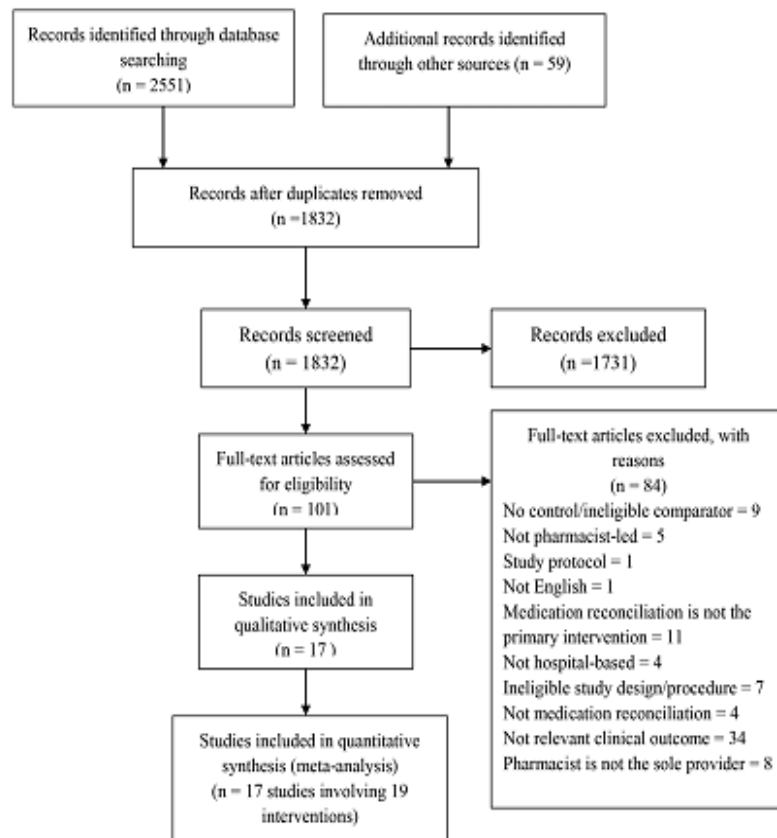 Records identified through database
searching
(n = 2551)
Additional records identified
through other sources (n = 59)
Records after duplicates removed
(n =1832)
Records screened
(n = 1832)
Records excluded
(n =1731)
Full-text articles assessed
for eligibility
(n = 101)
Full-text articles excluded, with
reasons
(n = 84)
No control/ineligible comparator = 9
Not pharmacist-led = 5
Study protocol = 1
Not English = 1
Medication reconciliation is not the
primary intervention = 11
Not hospital-based = 4
Ineligible study design/procedure = 7
Not medication reconciliation = 4
Not relevant clinical outcome = 34
Pharmacist is not the sole provider = 8
Studies included in
qualitative synthesis
(n = 17)
Studies included in quantitative
synthesis (meta-analysis)
(n = 17 studies involving 19
interventions)